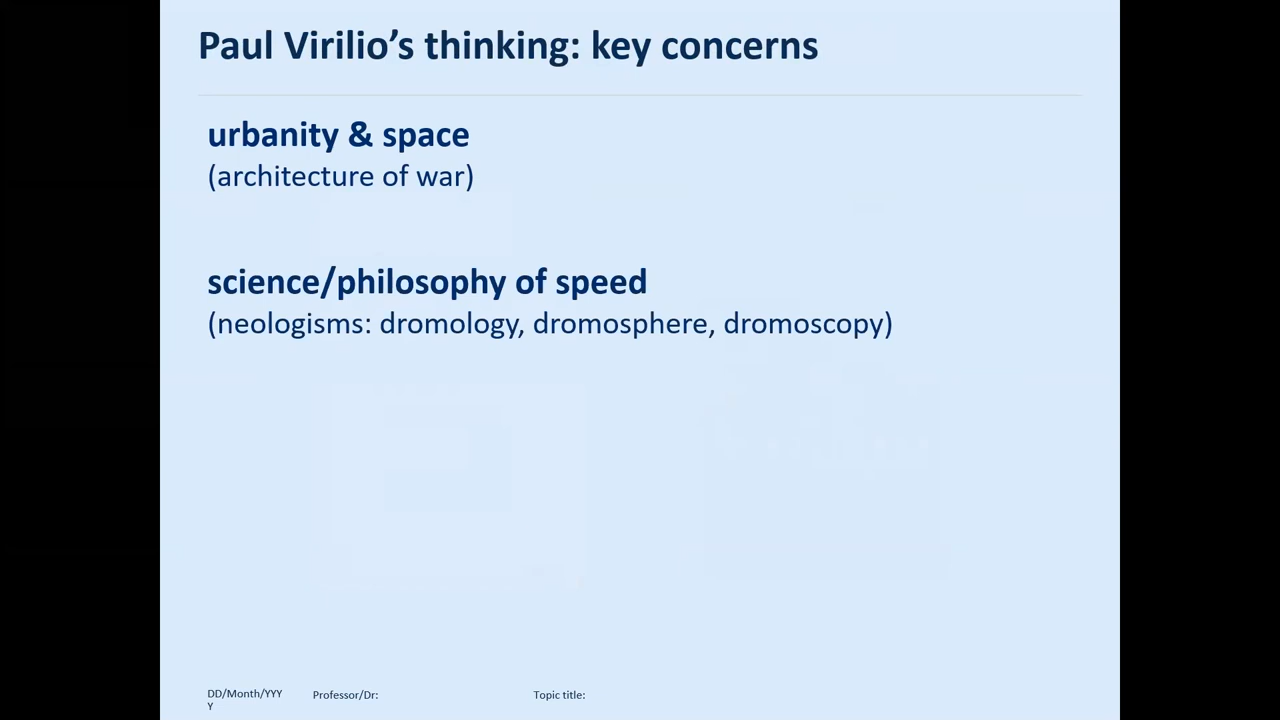 Paul Virilio’s thinking: key concerns
urbanity & space
(architecture of war)
science/philosophy of speed
(neologisms: dromology, dromosphere, dromoscopy)
DD/Month/YYY
Y
Professor/Dr:
Topic title: